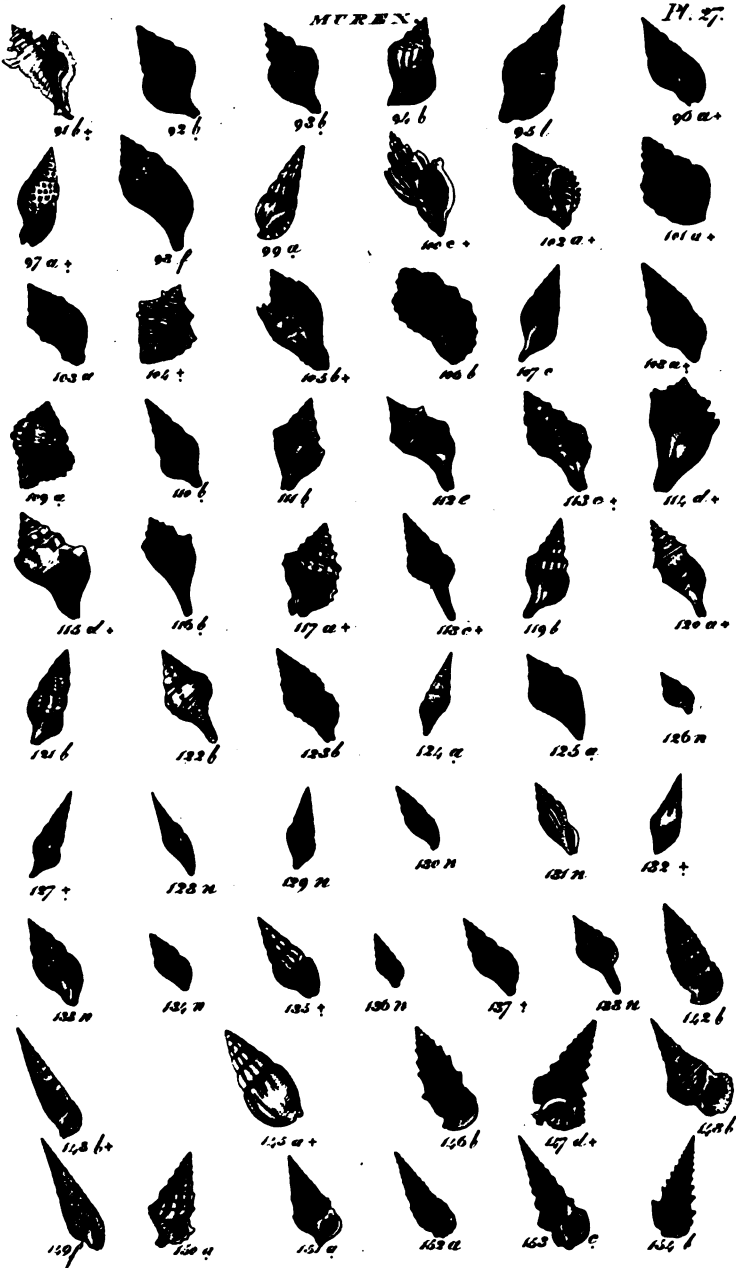 MUREX. Pl. 27.
91 b + 92 b 93 b 94 b 95 b 96 a +
97 a + 98 f 99 a 100 c + 102 a + 101 a +
103 a 104 + 105 b + 106 b 107 c 108 a +
109 a 110 b 111 b 112 c 113 c + 114 d +
115 d + 116 b 117 a + 118 c + 119 b 120 a +
121 b 122 b 123 b 124 a 125 a 126 n
127 + 128 n 129 n 130 n 131 n 132 +
133 n 134 n 135 + 136 n 137 + 138 n 142 b
143 b + 145 a + 146 b 147 d + 148 b
149 f 150 a 151 a 152 a 153 c 154 b